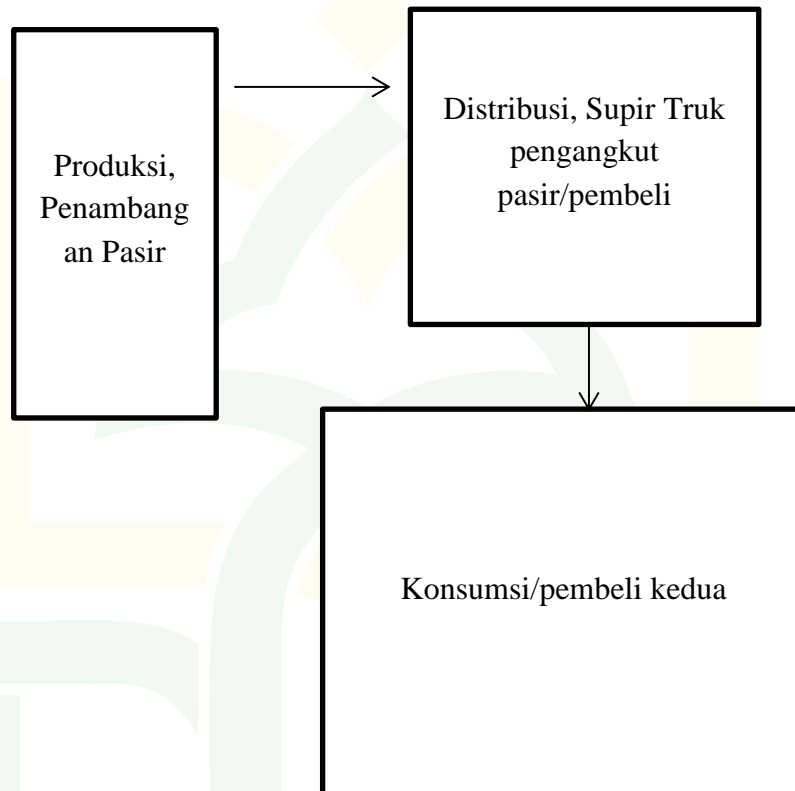 Produksi,
Penambang
an Pasir
Distribusi, Supir Truk
pengangkut
pasir/pembeli
Konsumsi/pembeli kedua